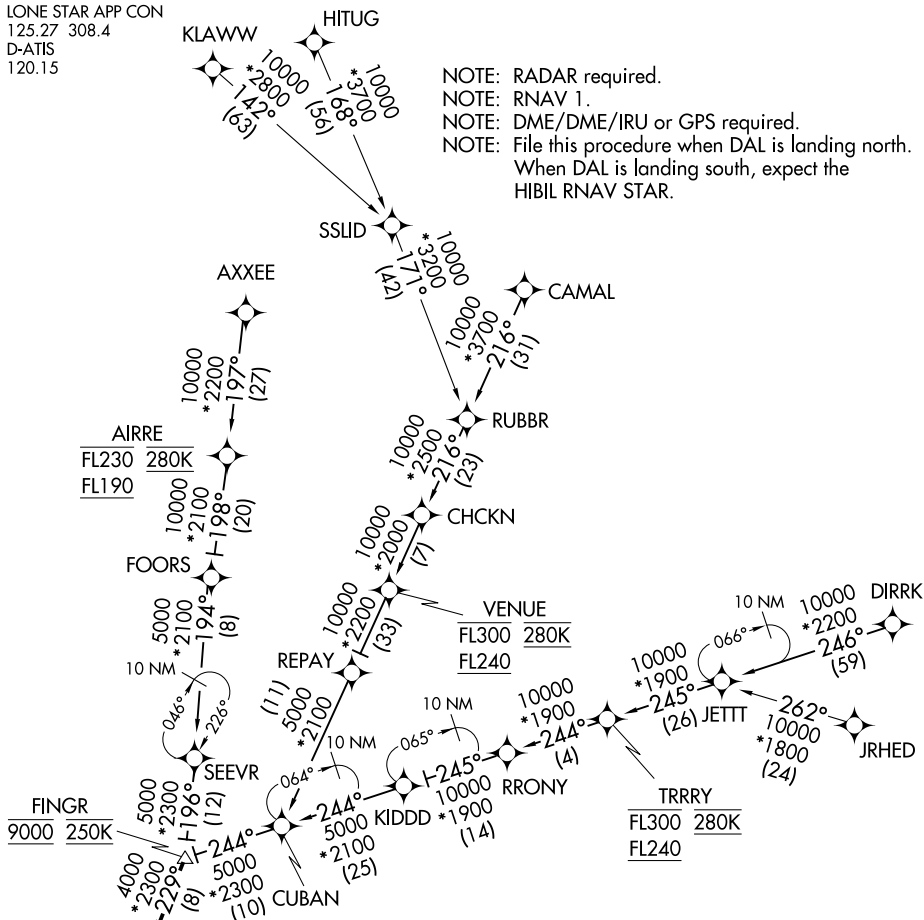 LONE STAR APP CON
125.27 308.4
D-ATIS
120.15
KLAWW
HITUG
10000
*2800
142°
(63)
10000
*3700
168°
(56)
NOTE: RADAR required.
NOTE: RNAV 1.
NOTE: DME/DME/IRU or GPS required.
NOTE: File this procedure when DAL is landing north.
When DAL is landing south, expect the
HIBIL RNAV STAR.
SSLID
10000
*3200
171°
(42)
AXXEE
CAMAL
10000
*3700
216°
(31)
10000
*2200
197°
(27)
RUBBR
AIRRE
FL230 280K
FL190
10000
*2500
216°
(23)
10000
*2100
198°
(20)
CHCKN
10000
*2000
(7)
FOORS
5000
*2100
194°
(8)
VENUE
FL300 280K
FL240
10000
*2200
(33)
DIRRK
10000
*2200
246°
(59)
10 NM
066°
REPAY
10 NM
046°
226°
(11)
5000
*2100
10000
*1900
245°
(26)
JETTT
262°
10000
*1800
(24)
JRHED
10000
*1900
244°
(4)
10 NM
065°
10 NM
064°
SEEVR
RRONY
TRRRY
FL300 280K
FL240
KIDDD
245°
10000
*1900
(14)
5000
*2300
196°
(12)
244°
5000
*2100
(25)
FINGR
9000 250K
CUBAN
244°
5000
*2300
(10)
4000
*2300
229°
(8)